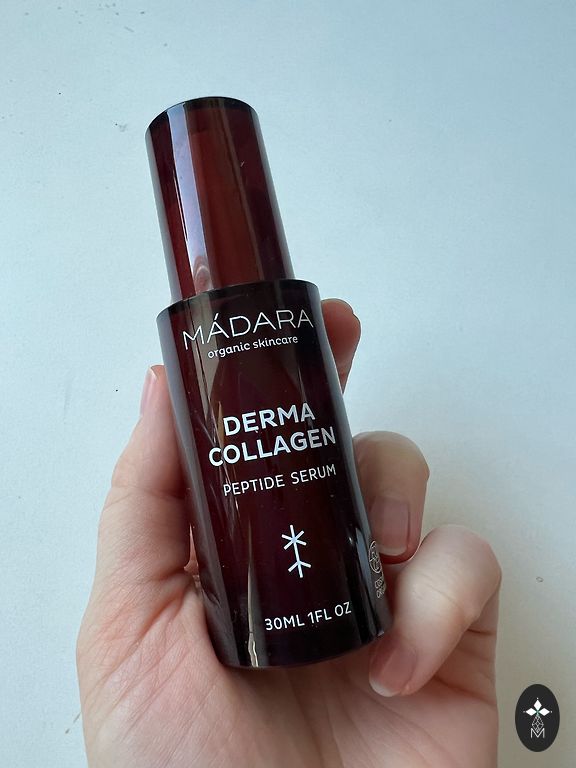 MÁDARA
organic skincare
DERMA
COLLAGEN
PEPTIDE SERUM
30ML 1FL OZ
M